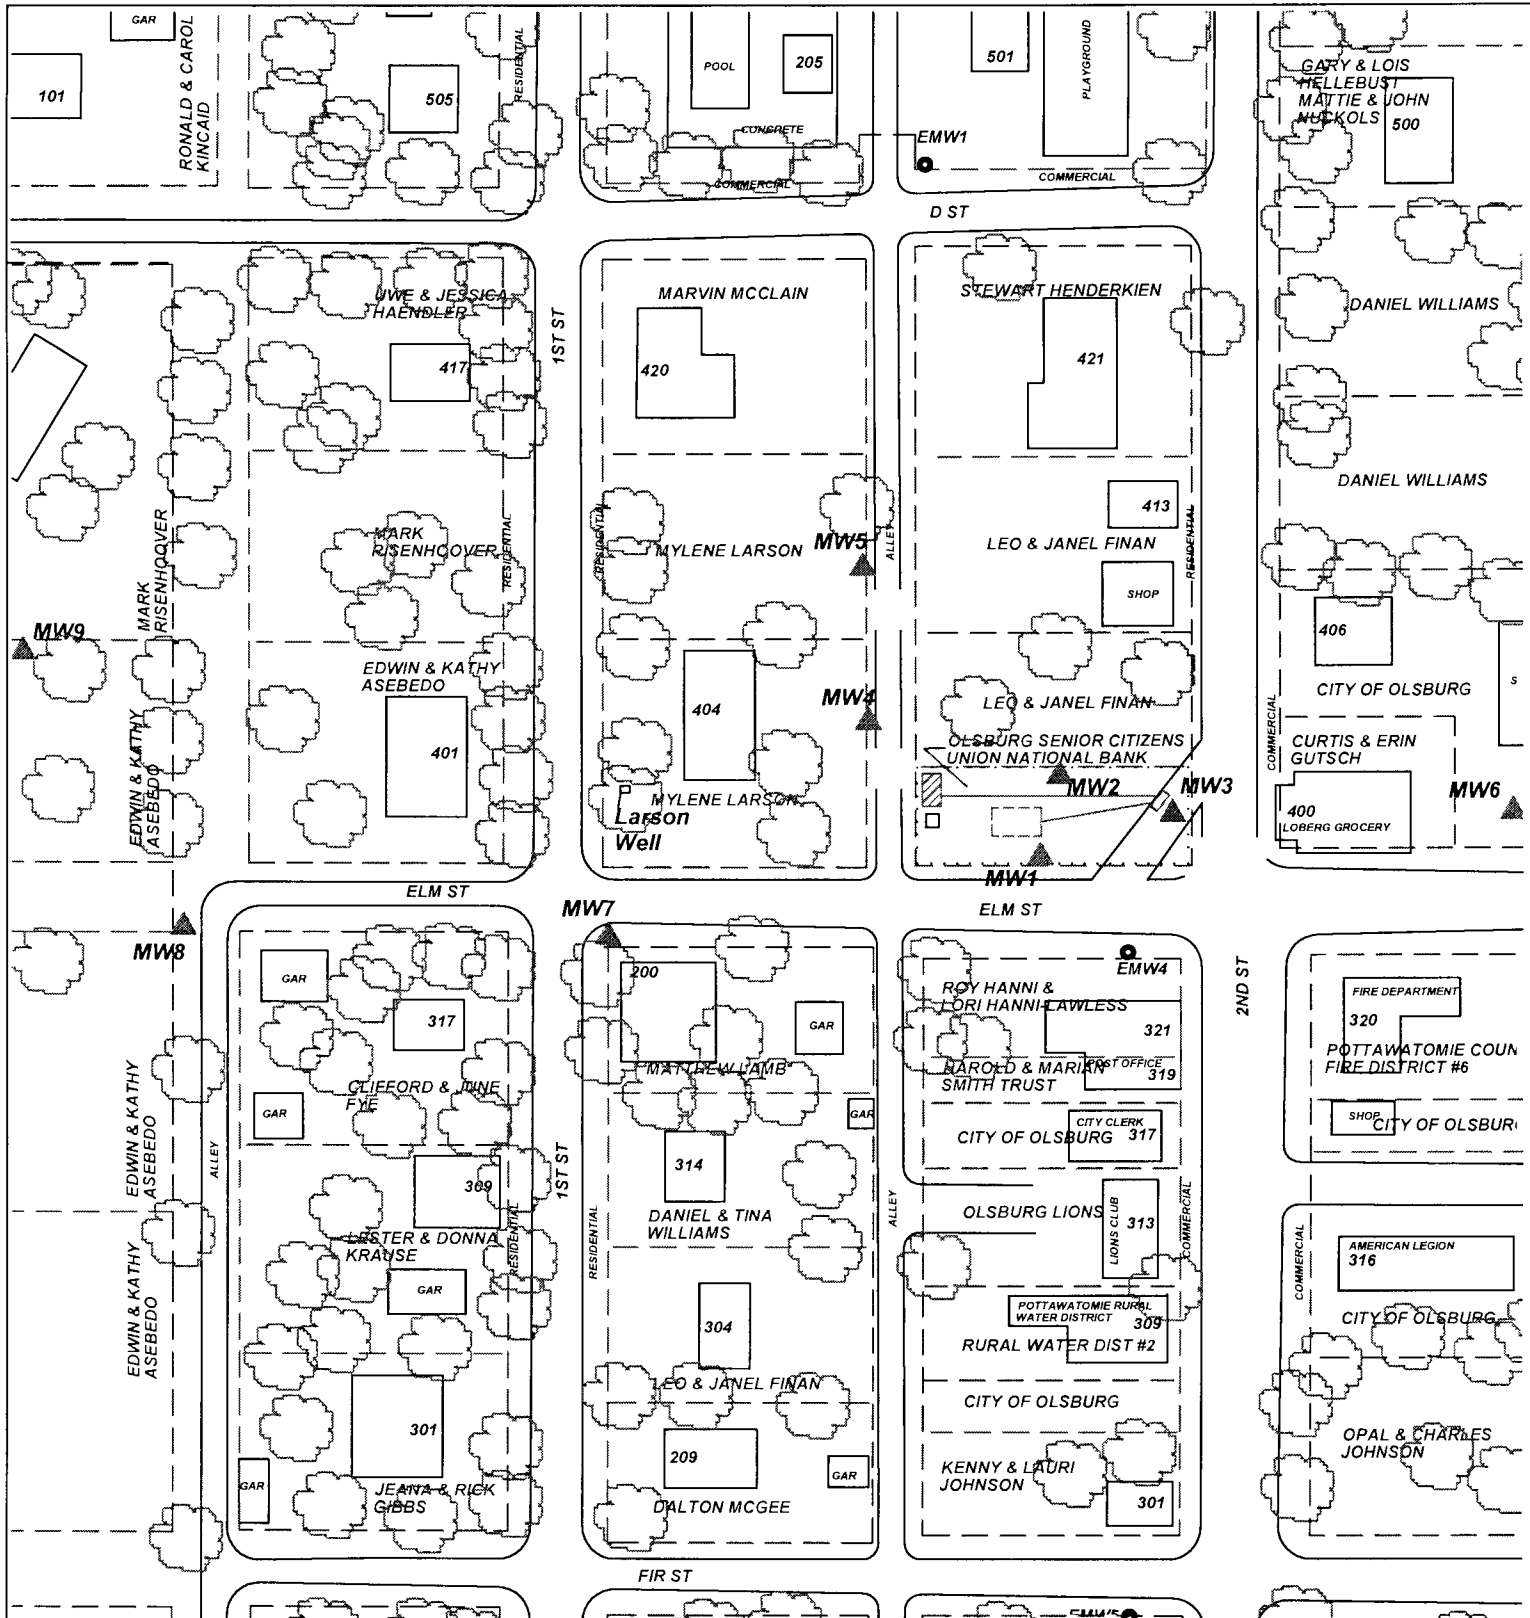 GAR
RONALD & CAROL
KINCAID
101
505
RESIDENTIAL
POOL
205
CONCRETE
COMMERCIAL
501
PLAYGROUND
EMW1
COMMERCIAL
GARY & LOIS
HELLEBUST
MATTIE & JOHN
NUCKOLS
500
D ST
UWE & JESSICA
HAENDLER
417
1ST ST
MARVIN MCCLAIN
420
STEWART HENDERKIEN
421
DANIEL WILLIAMS
DANIEL WILLIAMS
MARK
RISENHOOVER
MARK
RISENHOOVER
RESIDENTIAL
RESIDENTIAL
MYLENE LARSON
MW5
ALLEY
413
LEO & JANEL FINAN
SHOP
RESIDENTIAL
406
CITY OF OLSBURG
S
MW9
EDWIN & KATHY
ASEBEDO
401
EDWIN & KATHY
ASEBEDO
404
MW4
LEO & JANEL FINAN
OLSBURG SENIOR CITIZENS
UNION NATIONAL BANK
MW2
MW3
COMMERCIAL
CURTIS & ERIN
GUTSCH
400
LOBERG GROCERY
MW6
MYLENE LARSON
Larson
Well
MW1
ELM ST
ELM ST
MW8
MW7
2ND ST
GAR
317
CLIFFORD & JUNE
FYE
GAR
200
GAR
MATTHEW LAMB
GAR
EMW4
ROY HANNI &
LORI HANNI-LAWLESS
321
HAROLD & MARIAN
SMITH TRUST
POST OFFICE
319
FIRE DEPARTMENT
320
POTTAWATOMIE COUN
FIRE DISTRICT #6
EDWIN & KATHY
ASEBEDO
ALLEY
CITY CLERK
CITY OF OLSBURG
317
SHOP
CITY OF OLSBUR
309
LESTER & DONNA
KRAUSE
GAR
RESIDENTIAL
1ST ST
RESIDENTIAL
314
DANIEL & TINA
WILLIAMS
ALLEY
OLSBURG LIONS
LIONS CLUB
313
COMMERCIAL
COMMERCIAL
AMERICAN LEGION
316
CITY OF OLSBURG
EDWIN & KATHY
ASEBEDO
304
LEO & JANEL FINAN
POTTAWATOMIE RURAL
WATER DISTRICT
309
RURAL WATER DIST #2
CITY OF OLSBURG
301
GAR
JEANA & RICK
GIBBS
209
GAR
DALTON MCGEE
KENNY & LAURI
JOHNSON
301
OPAL & CHARLES
JOHNSON
FIR ST